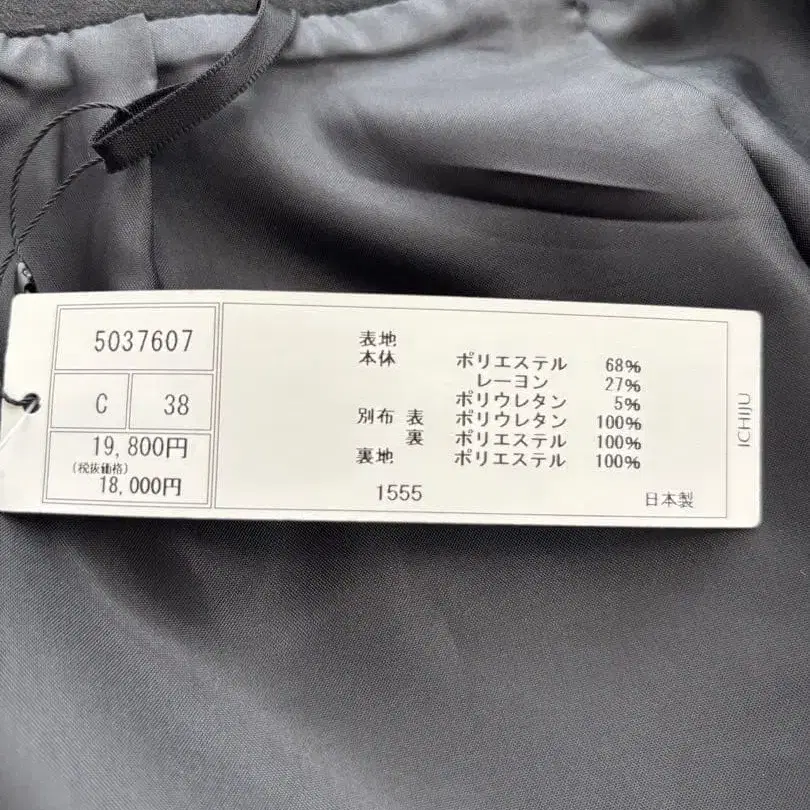 5037607
C 38
19,800円
(税抜価格)
18,000円
表地
本体 ポリエステル 68%
レーヨン 27%
ポリウレタン 5%
別布 表 ポリウレタン 100%
裏 ポリエステル 100%
裏地 ポリエステル 100%
1555
日本製
ICHIJU